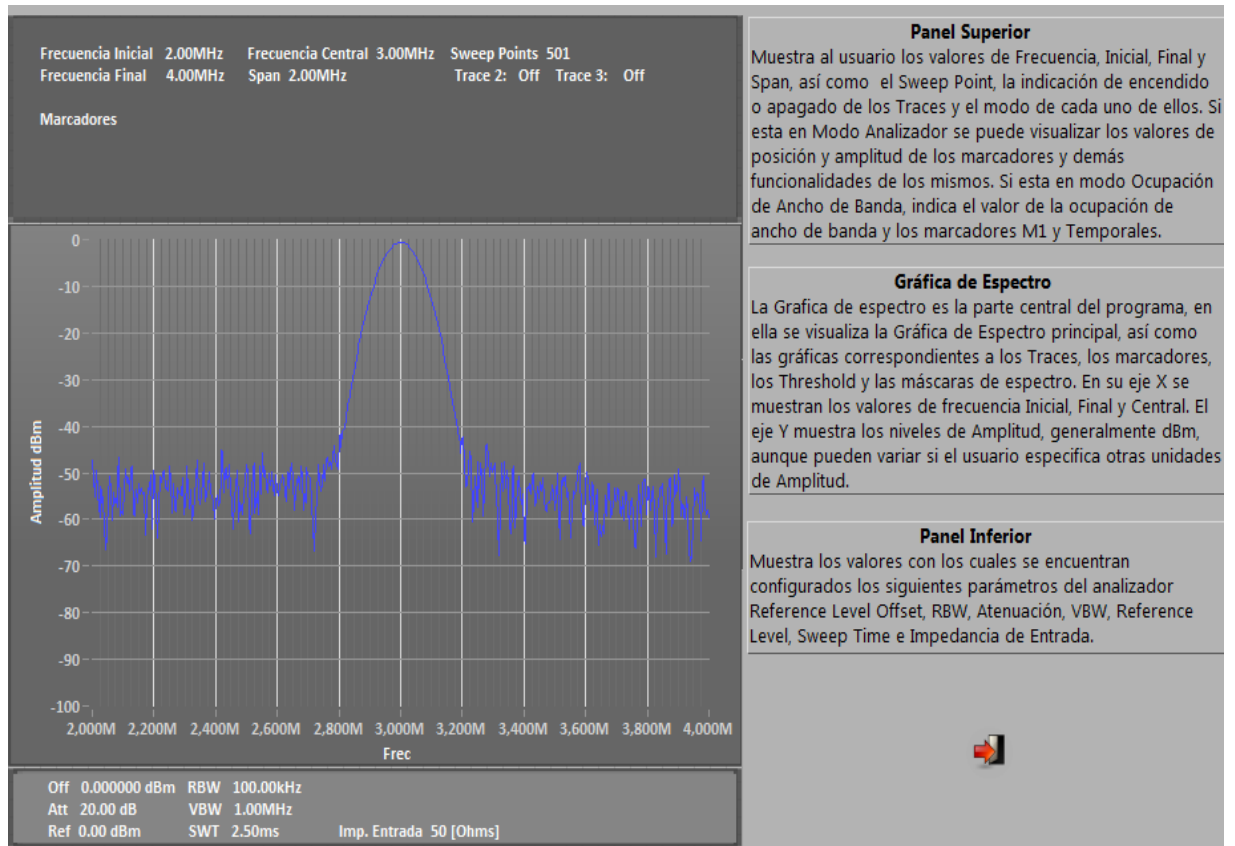 Frecuencia Inicial 2.00MHz Frecuencia Central 3.00MHz Sweep Points 501
Frecuencia Final 4.00MHz Span 2.00MHz Trace 2: Off Trace 3: Off
Marcadores
0
-10
-20
-30
-40
-50
-60
-70
-80
-90
-100
Amplitud dBm
2,000M 2,200M 2,400M 2,600M 2,800M 3,000M 3,200M 3,400M 3,600M 3,800M 4,000M
Frec
Off 0.000000 dBm RBW 100.00kHz
Att 20.00 dB VBW 1.00MHz
Ref 0.00 dBm SWT 2.50ms Imp. Entrada 50 [Ohms]
Panel Superior
Muestra al usuario los valores de Frecuencia, Inicial, Final y
Span, así como el Sweep Point, la indicación de encendido
o apagado de los Traces y el modo de cada uno de ellos. Si
esta en Modo Analizador se puede visualizar los valores de
posición y amplitud de los marcadores y demás
funcionalidades de los mismos. Si esta en modo Ocupación
de Ancho de Banda, indica el valor de la ocupación de
ancho de banda y los marcadores M1 y Temporales.
Gráfica de Espectro
La Grafica de espectro es la parte central del programa, en
ella se visualiza la Gráfica de Espectro principal, así como
las gráficas correspondientes a los Traces, los marcadores,
los Threshold y las máscaras de espectro. En su eje X se
muestran los valores de frecuencia Inicial, Final y Central. El
eje Y muestra los niveles de Amplitud, generalmente dBm,
aunque pueden variar si el usuario especifica otras unidades
de Amplitud.
Panel Inferior
Muestra los valores con los cuales se encuentran
configurados los siguientes parámetros del analizador
Reference Level Offset, RBW, Atenuación, VBW, Reference
Level, Sweep Time e Impedancia de Entrada.